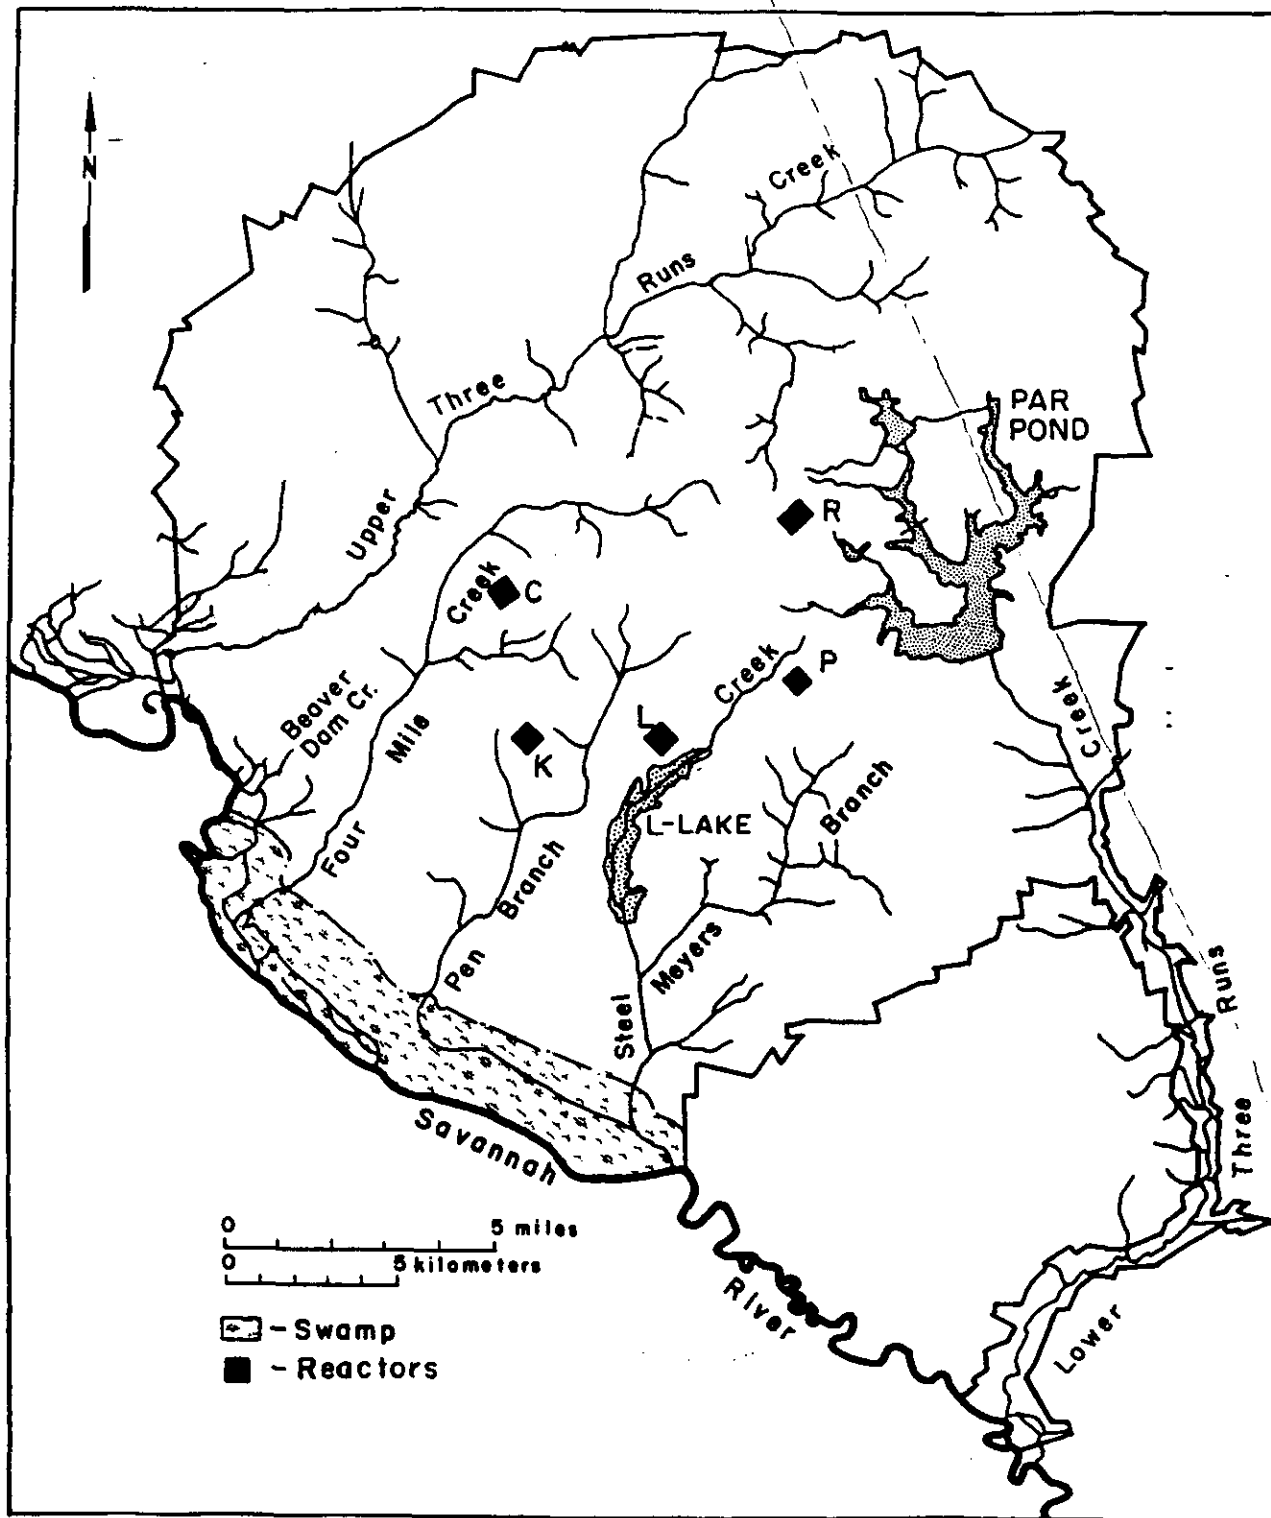 N
Creek
Runs
Three
Upper
PAR
POND
R
Creek
C
Creek
P
L
K
Beaver
Dam Cr.
Mile
Four
L-LAKE
Branch
Branch
Pen
Meyers
Steel
Creek
Runs
Three
Lower
Savannah
River
0 5 miles
0 5 kilometers
- Swamp
- Reactors